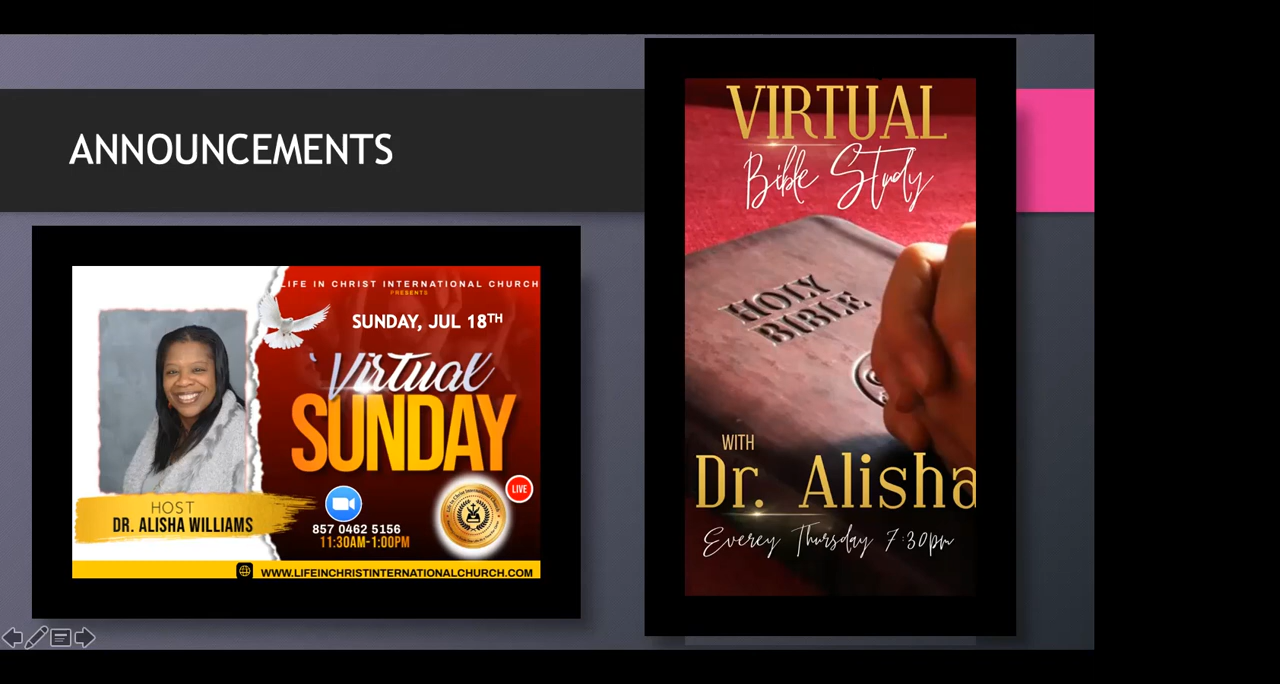 ANNOUNCEMENTS
LIFE IN CHRIST INTERNATIONAL CHURCH
PRESENTS
SUNDAY, JUL 18TH
Virtual
SUNDAY
LIVE
HOST
DR. ALISHA WILLIAMS
857 0462 5156
11:30AM-1:00PM
WWW.LIFEINCHRISTINTERNATIONALCHURCH.COM
VIRTUAL
Bible Study
HOLY
BIBLE
WITH
Dr. Alisha
Everey Thursday 7:30pm